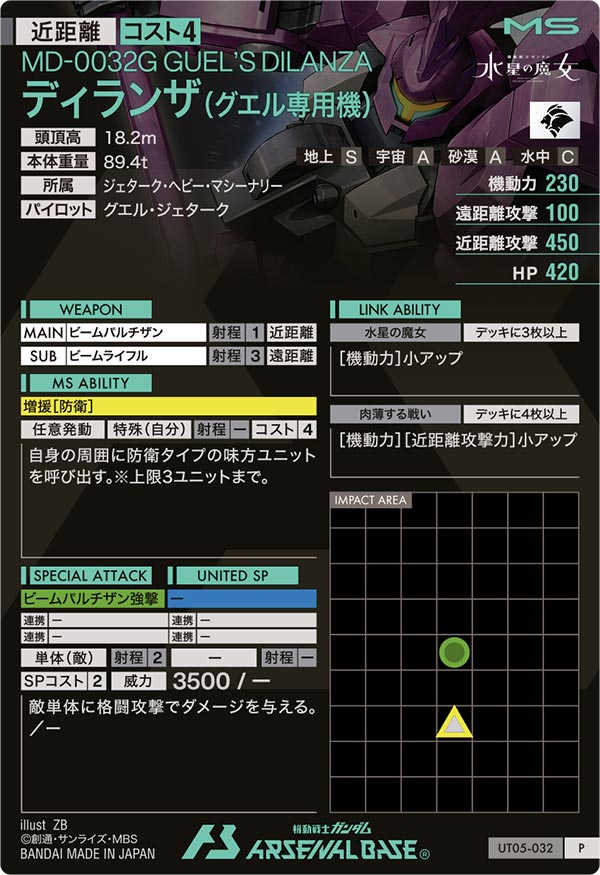 近距離 コスト4
MS
MD-0032G GUEL'S DILANZA
ディランザ(グエル専用機)
機動戦士ガンダム
水星の魔女
頭頂高 18.2m
本体重量 89.4t
所属 ジェターク・ヘビー・マシーナリー
パイロット グエル・ジェターク
地上 S 宇宙 A 砂漠 A 水中 C
機動力 230
遠距離攻撃 100
近距離攻撃 450
HP 420
WEAPON
MAIN ビームパルチザン 射程 1 近距離
SUB ビームライフル 射程 3 遠距離
MS ABILITY
増援[防衛]
任意発動 特殊(自分) 射程 ー コスト 4
自身の周囲に防衛タイプの味方ユニット
を呼び出す。※上限3ユニットまで。
SPECIAL ATTACK UNITED SP
ビームパルチザン強撃 ー
連携 ー 連携 ー
連携 ー 連携 ー
単体(敵) 射程 2 ー 射程 ー
SPコスト 2 威力 3500 / ー
敵単体に格闘攻撃でダメージを与える。
/ー
LINK ABILITY
水星の魔女 デッキに3枚以上
[機動力]小アップ
肉薄する戦い デッキに4枚以上
[機動力][近距離攻撃力]小アップ
IMPACT AREA
illust ZB
©創通・サンライズ・MBS
BANDAI MADE IN JAPAN
機動戦士ガンダム
ARSENAL BASE®
UT05-032 P